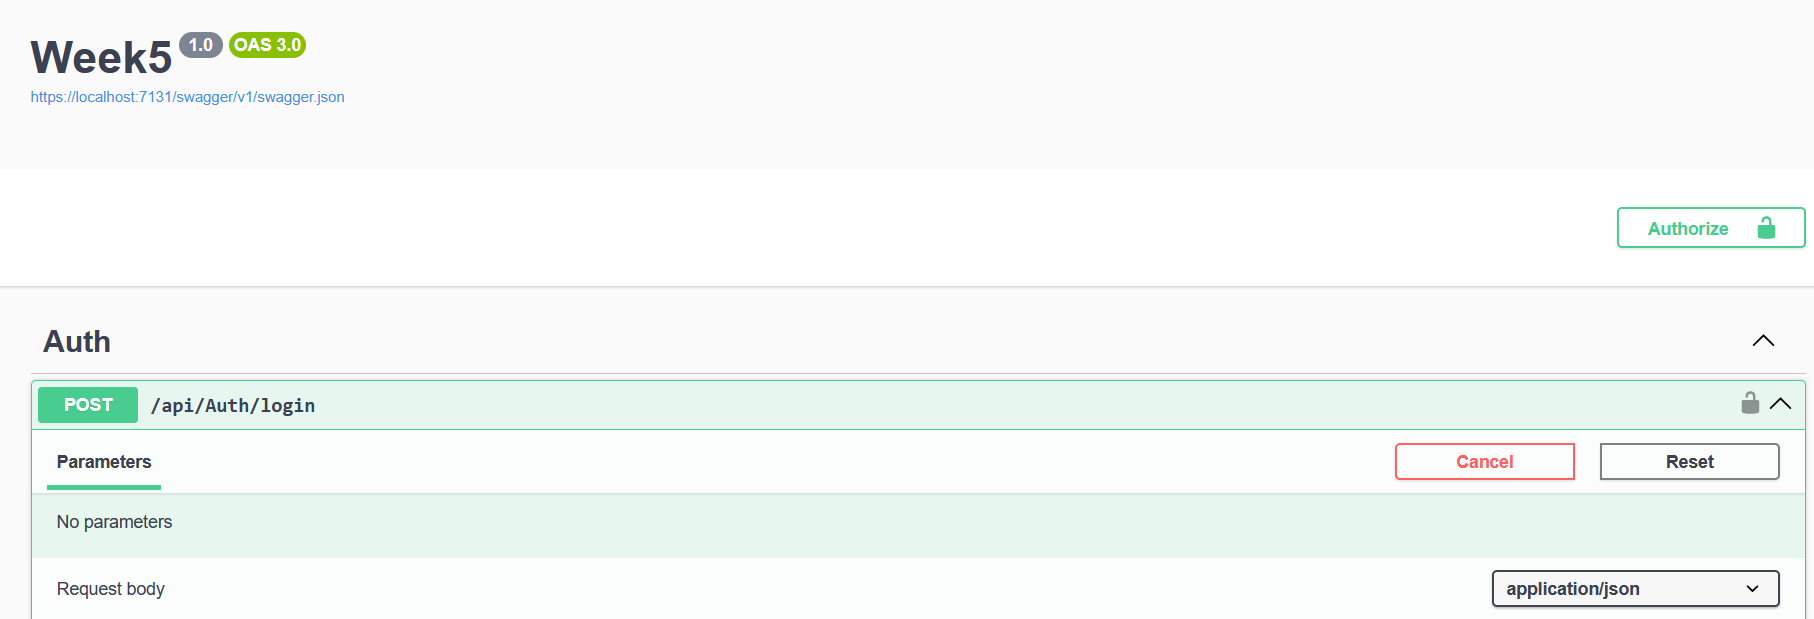 Week5 1.0 OAS 3.0
https://localhost:7131/swagger/v1/swagger.json
Authorize
Auth
POST /api/Auth/login
Parameters Cancel Reset
No parameters
Request body application/json